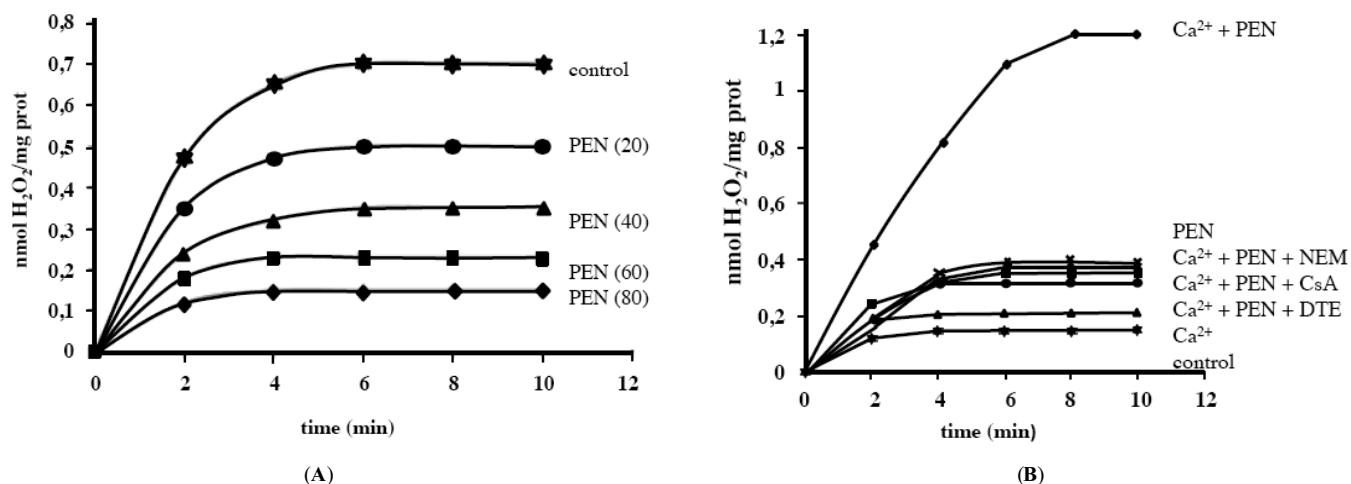 0,8
0,7
0,6
0,5
0,4
0,3
0,2
0,1
0
nmol H₂O₂/mg prot
0 2 4 6 8 10 12
time (min)
control
PEN (20)
PEN (40)
PEN (60)
PEN (80)
(A)
1,2
1
0,8
0,6
0,4
0,2
0
nmol H₂O₂/mg prot
0 2 4 6 8 10 12
time (min)
Ca²⁺ + PEN
PEN
Ca²⁺ + PEN + NEM
Ca²⁺ + PEN + CsA
Ca²⁺ + PEN + DTE
Ca²⁺
control
(B)